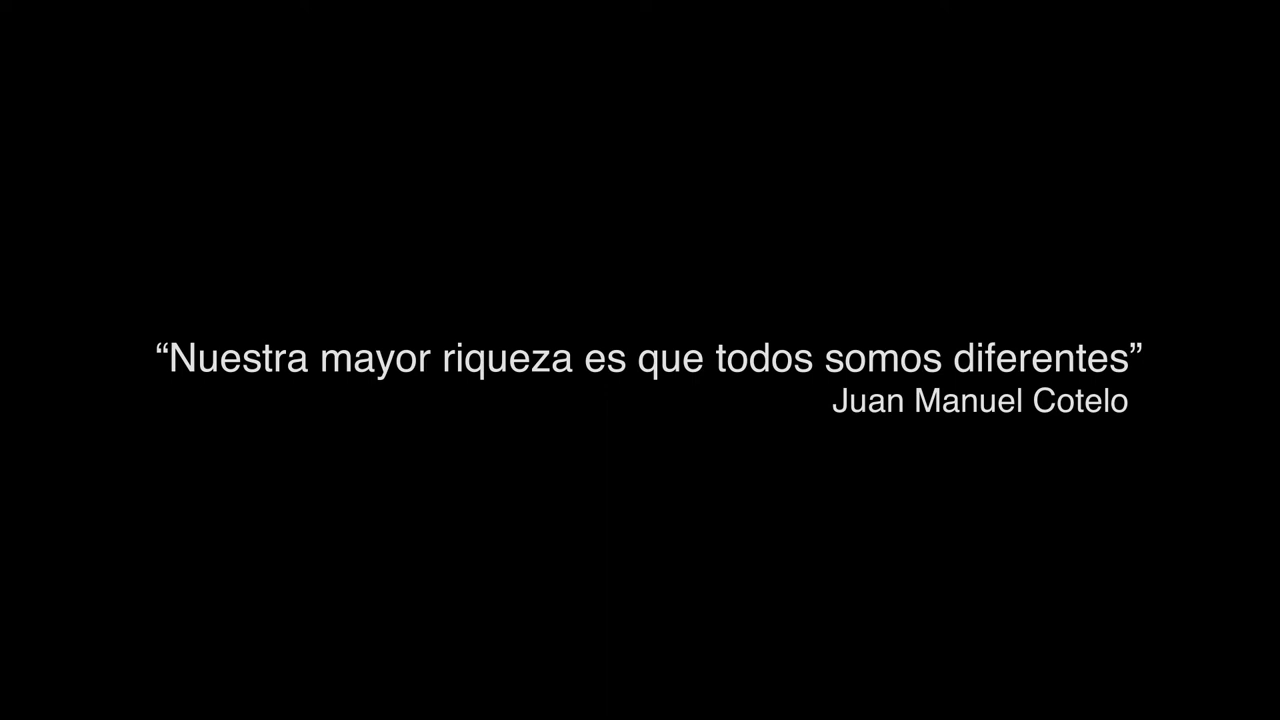 “Nuestra mayor riqueza es que todos somos diferentes”
Juan Manuel Cotelo